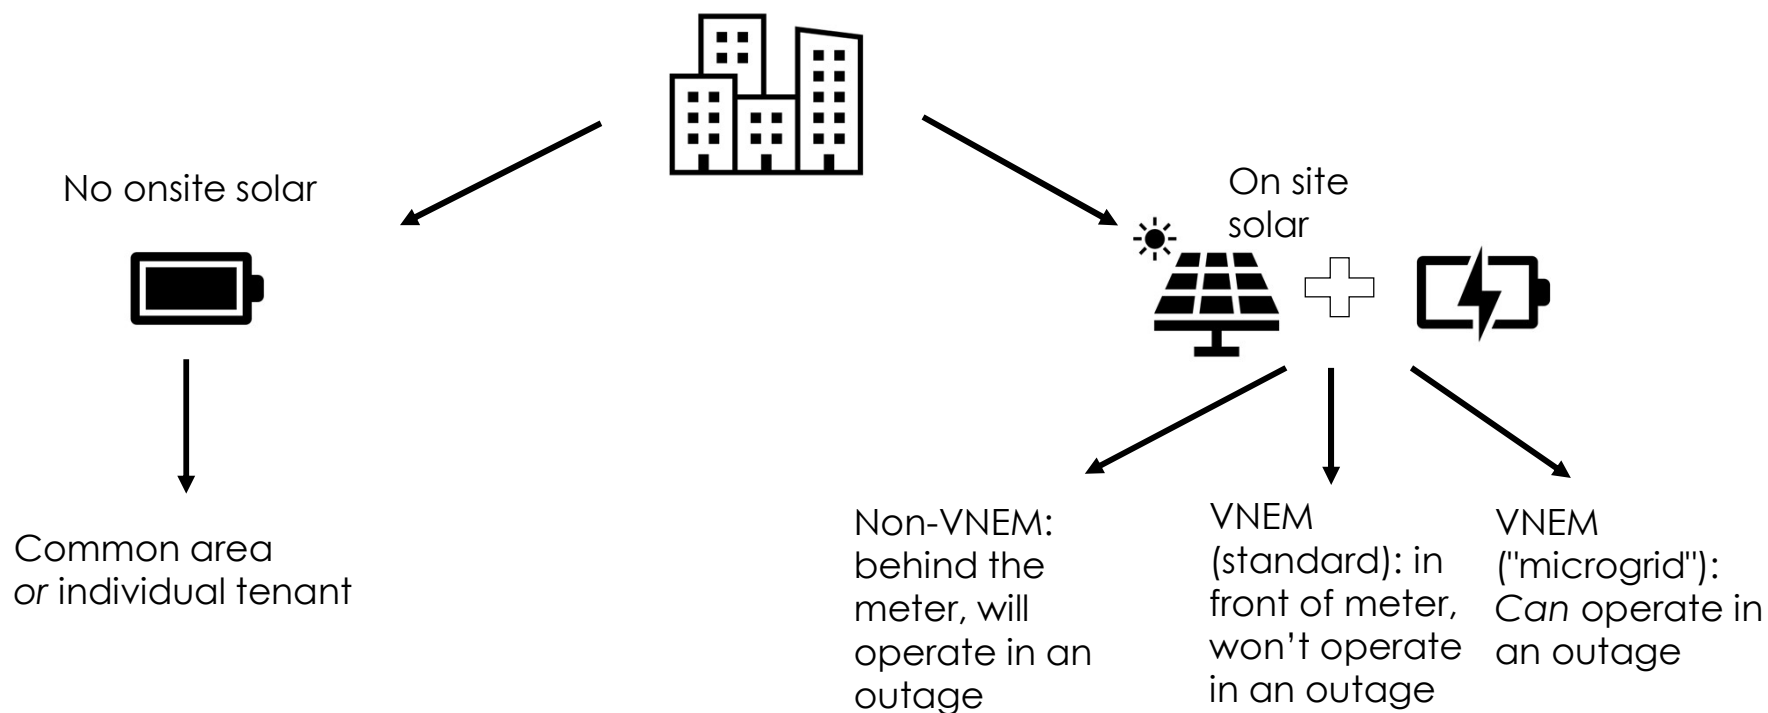 No onsite solar
On site
solar
Common area
or individual tenant
Non-VNEM:
behind the
meter, will
operate in an
outage
VNEM
(standard): in
front of meter,
won’t operate
in an outage
VNEM
("microgrid"):
Can operate in
an outage